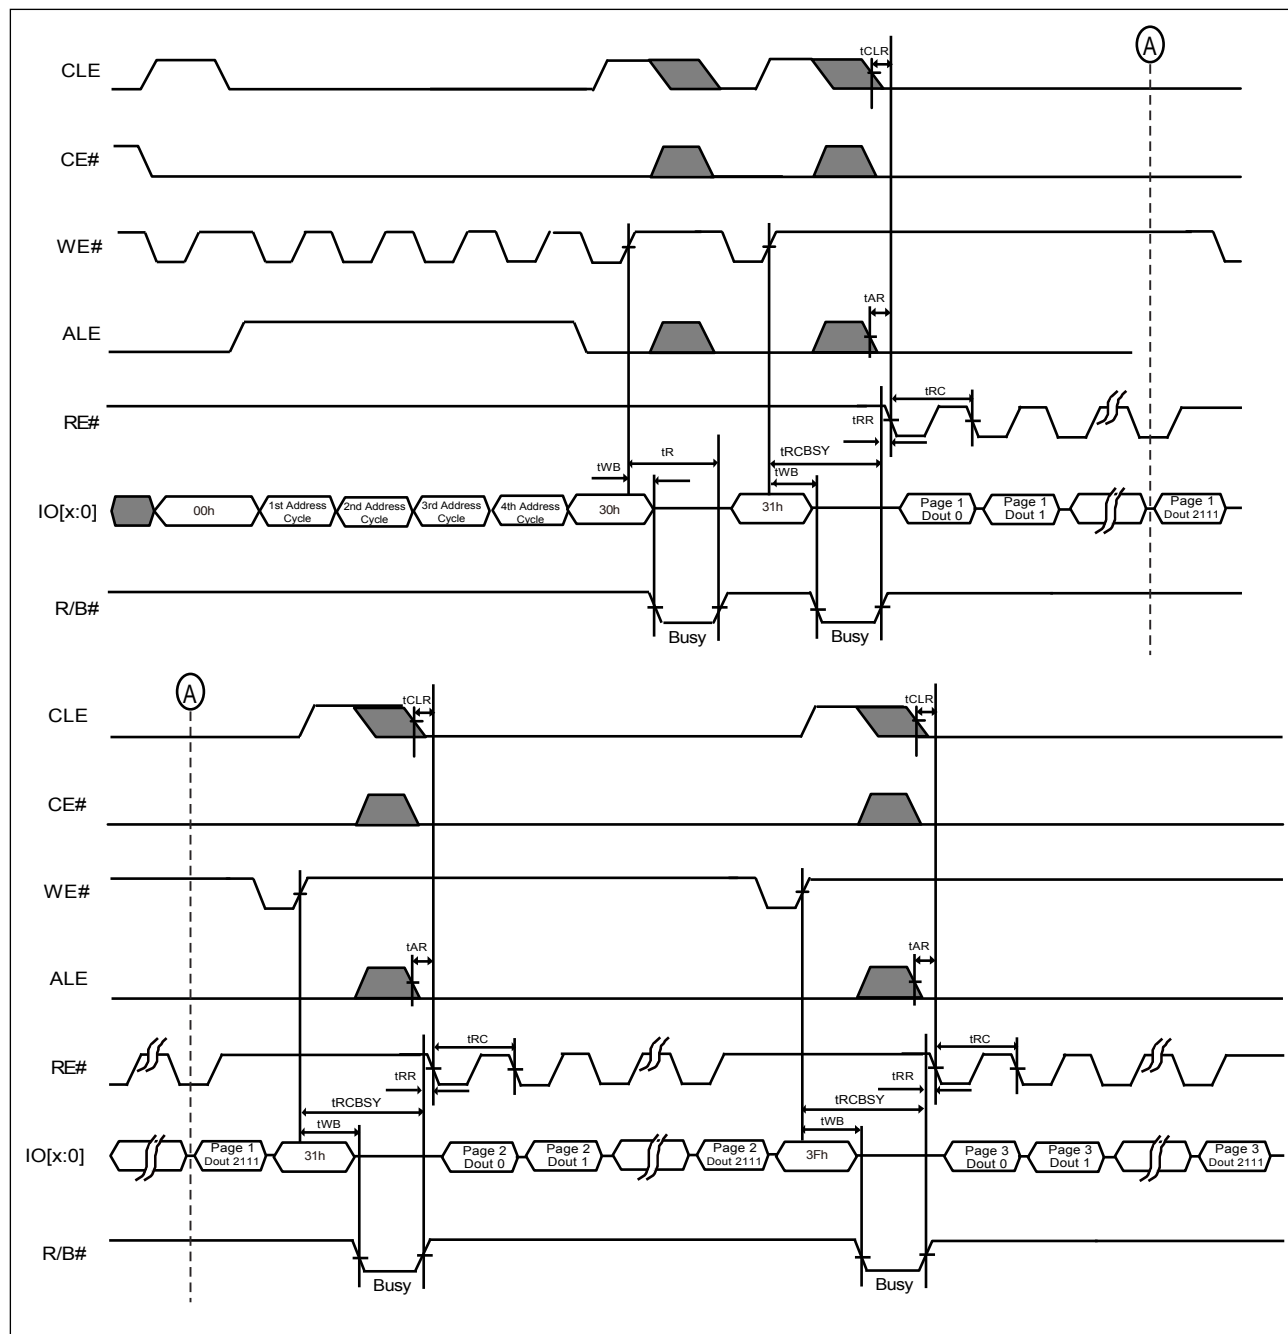 A
tCLR
CLE
CE#
WE#
tAR
ALE
tRC
RE#
tRR
tR
tRCBSY
tWB
tWB
IO[x:0]
00h
1st Address
Cycle
2nd Address
Cycle
3rd Address
Cycle
4th Address
Cycle
30h
31h
Page 1
Dout 0
Page 1
Dout 1
Page 1
Dout 2111
R/B#
Busy
Busy
A
tCLR
tCLR
CLE
CE#
WE#
tAR
tAR
ALE
tRC
tRC
RE#
tRR
tRR
tRCBSY
tRCBSY
tWB
tWB
IO[x:0]
Page 1
Dout 2111
31h
Page 2
Dout 0
Page 2
Dout 1
Page 2
Dout 2111
3Fh
Page 3
Dout 0
Page 3
Dout 1
Page 3
Dout 2111
R/B#
Busy
Busy